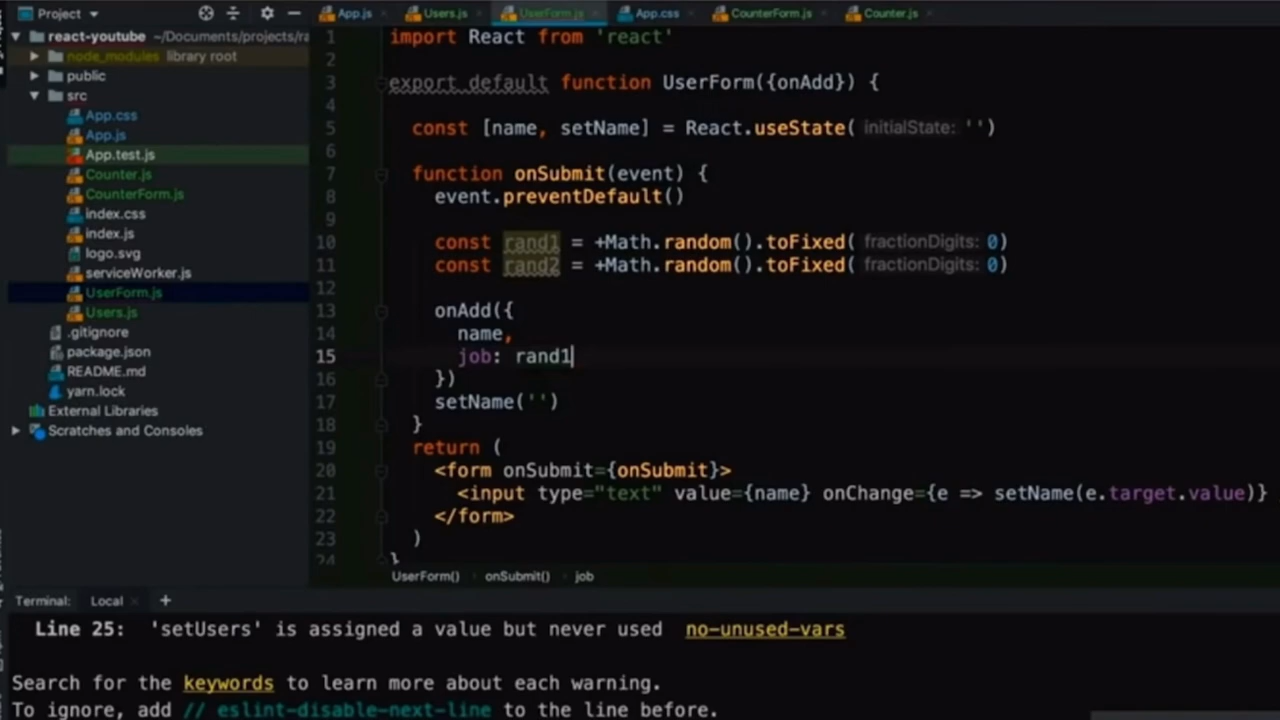 Project
App.js
Users.js
UserForm.js
App.css
CounterForm.js
Counter.js
react-youtube ~/Documents/projects/ra
node_modules library root
public
src
App.css
App.js
App.test.js
Counter.js
CounterForm.js
index.css
index.js
logo.svg
serviceWorker.js
UserForm.js
Users.js
.gitignore
package.json
README.md
yarn.lock
External Libraries
Scratches and Consoles
1 import React from 'react'
2
3 export default function UserForm({onAdd}) {
4
5 const [name, setName] = React.useState( initialState: '')
6
7 function onSubmit(event) {
8 event.preventDefault()
9
10 const rand1 = +Math.random().toFixed( fractionDigits: 0)
11 const rand2 = +Math.random().toFixed( fractionDigits: 0)
12
13 onAdd({
14 name,
15 job: rand1
16 })
17 setName('')
18 }
19 return (
20 <form onSubmit={onSubmit}>
21 <input type="text" value={name} onChange={e => setName(e.target.value)}
22 </form>
23 )
24 }
UserForm() onSubmit() job
Terminal: Local +
Line 25: 'setUsers' is assigned a value but never used no-unused-vars
Search for the keywords to learn more about each warning.
To ignore, add // eslint-disable-next-line to the line before.